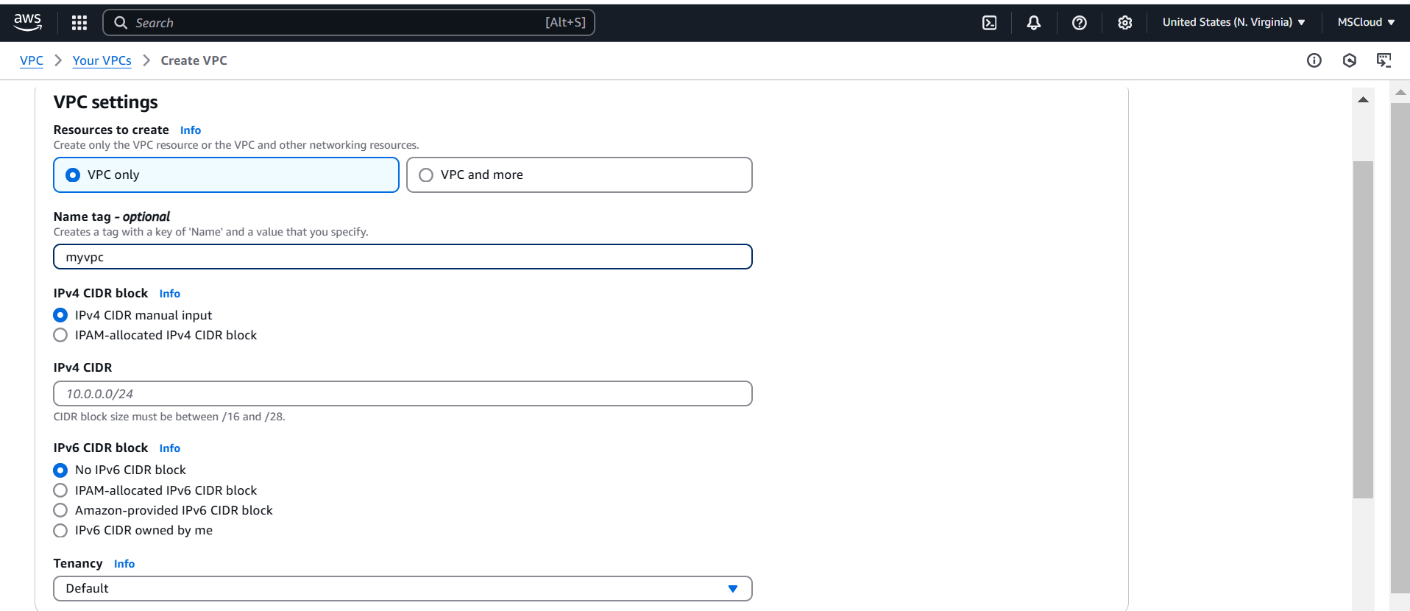 aws Search [Alt+S] United States (N. Virginia) MSCloud
VPC > Your VPCs > Create VPC
VPC settings
Resources to create Info
Create only the VPC resource or the VPC and other networking resources.
VPC only VPC and more
Name tag - optional
Creates a tag with a key of 'Name' and a value that you specify.
myvpc
IPv4 CIDR block Info
IPv4 CIDR manual input
IPAM-allocated IPv4 CIDR block
IPv4 CIDR
10.0.0.0/24
CIDR block size must be between /16 and /28.
IPv6 CIDR block Info
No IPv6 CIDR block
IPAM-allocated IPv6 CIDR block
Amazon-provided IPv6 CIDR block
IPv6 CIDR owned by me
Tenancy Info
Default